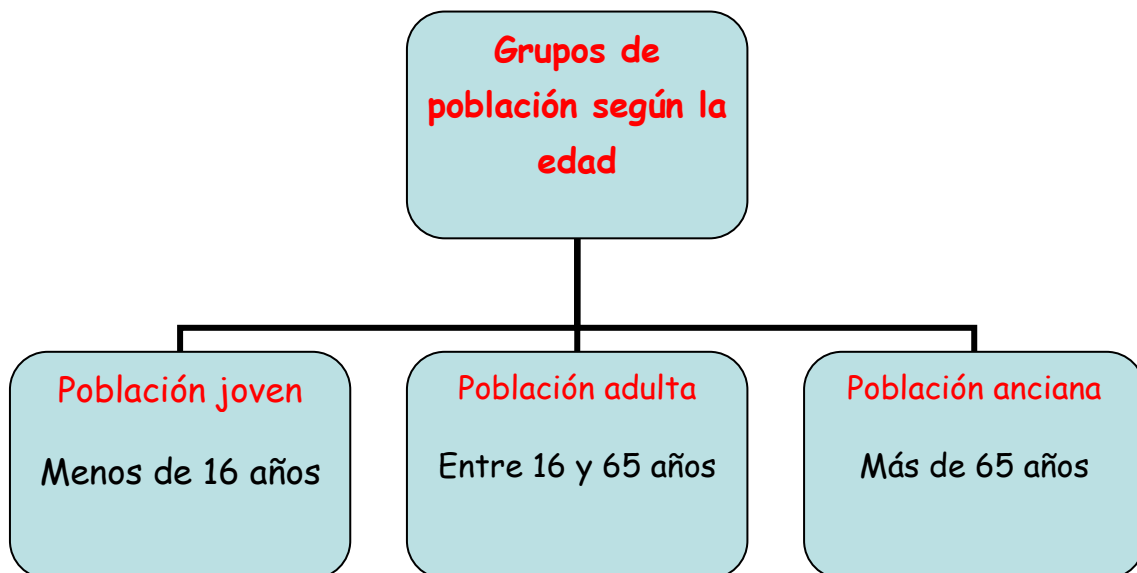 Grupos de
población según la
edad
Población joven
Menos de 16 años
Población adulta
Entre 16 y 65 años
Población anciana
Más de 65 años